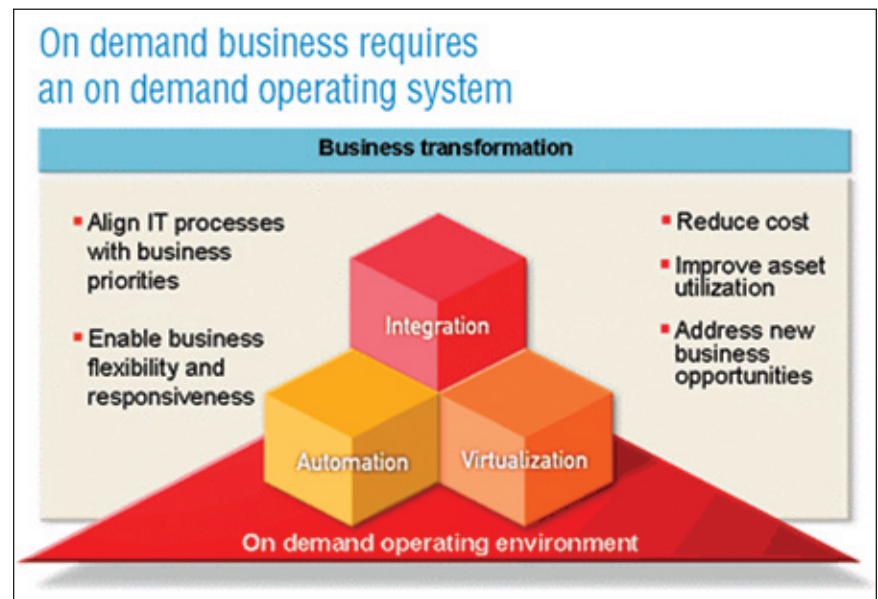 On demand business requires
an on demand operating system
Business transformation
Align IT processes
with business
priorities
Enable business
flexibility and
responsiveness
Reduce cost
Improve asset
utilization
Address new
business
opportunities
Integration
Automation
Virtualization
On demand operating environment